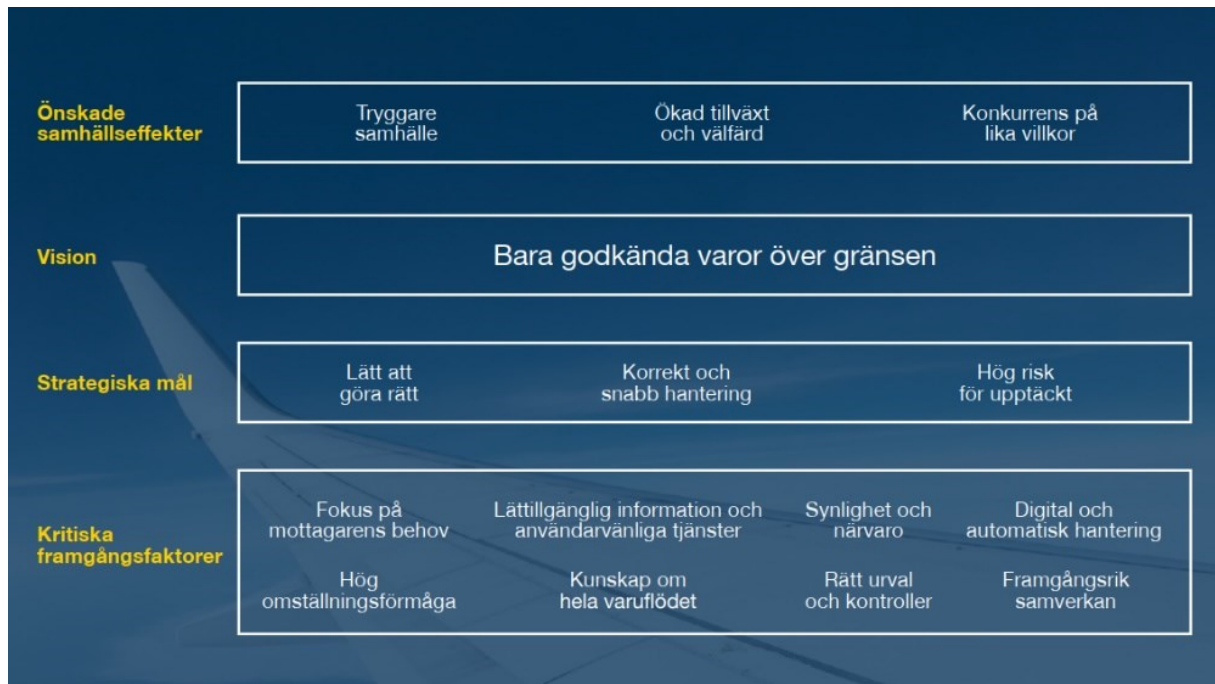 Önskade
samhällseffekter
Tryggare
samhälle
Ökad tillväxt
och välfärd
Konkurrens på
lika villkor
Vision
Bara godkända varor över gränsen
Strategiska mål
Lätt att
göra rätt
Korrekt och
snabb hantering
Hög risk
för upptäckt
Kritiska
framgångsfaktorer
Fokus på
mottagarens behov
Lättillgänglig information och
användarvänliga tjänster
Synlighet och
närvaro
Digital och
automatisk hantering
Hög
omställningsförmåga
Kunskap om
hela varuflödet
Rätt urval
och kontroller
Framgångsrik
samverkan